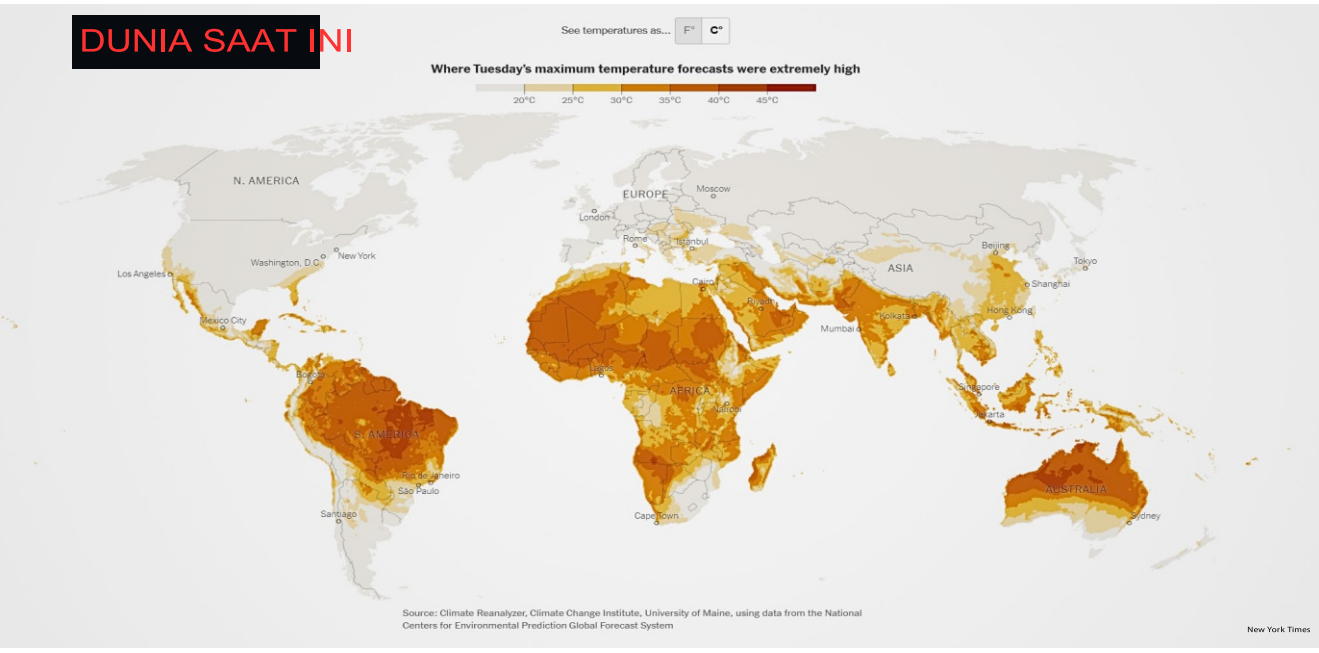 DUNIA SAAT INI
See temperatures as... F° C°
Where Tuesday's maximum temperature forecasts were extremely high
20°C 25°C 30°C 35°C 40°C 45°C
N. AMERICA
EUROPE
Moscow
London
Rome
Istanbul
Beijing
New York
Washington, D.C.
Tokyo
Los Angeles
ASIA
Cairo
Shanghai
Riyadh
Hong Kong
Mexico City
Kolkata
Mumbai
Lagos
Bogotá
Singapore
AFRICA
Nairobi
Jakarta
S. AMERICA
Rio de Janeiro
São Paulo
AUSTRALIA
Santiago
Cape Town
Sydney
Source: Climate Reanalyzer, Climate Change Institute, University of Maine, using data from the National
Centers for Environmental Prediction Global Forecast System
New York Times